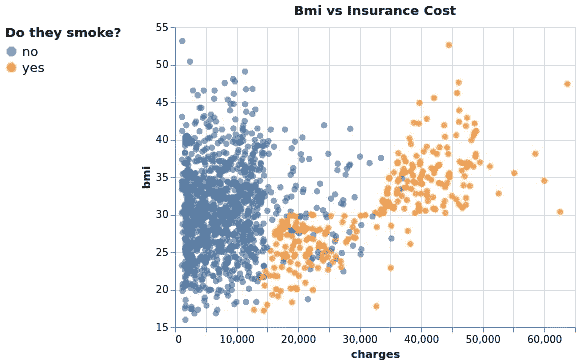 Bmi vs Insurance Cost
Do they smoke?
no
yes
bmi
55
50
45
40
35
30
25
20
15
0 10,000 20,000 30,000 40,000 50,000 60,000
charges